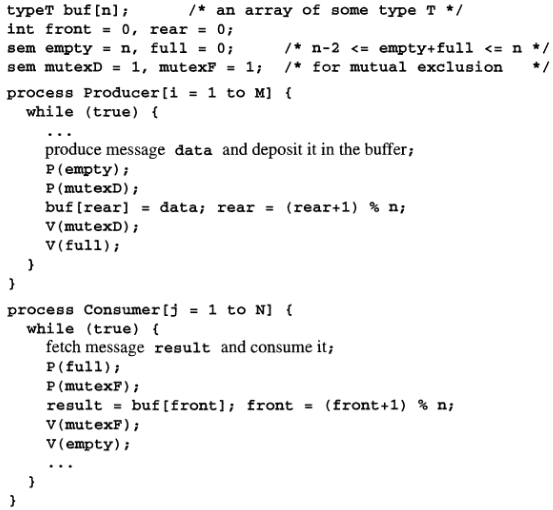 typeT buf[n];     /* an array of some type T */
int front = 0, rear = 0;
sem empty = n, full = 0;     /* n-2 <= empty+full <= n */
sem mutexD = 1, mutexF = 1;  /* for mutual exclusion   */
process Producer[i = 1 to M] {
  while (true) {
    ...
    produce message data and deposit it in the buffer;
    P(empty);
    P(mutexD);
    buf[rear] = data; rear = (rear+1) % n;
    V(mutexD);
    V(full);
  }
}
process Consumer[j = 1 to N] {
  while (true) {
    fetch message result and consume it;
    P(full);
    P(mutexF);
    result = buf[front]; front = (front+1) % n;
    V(mutexF);
    V(empty);
    ...
  }
}